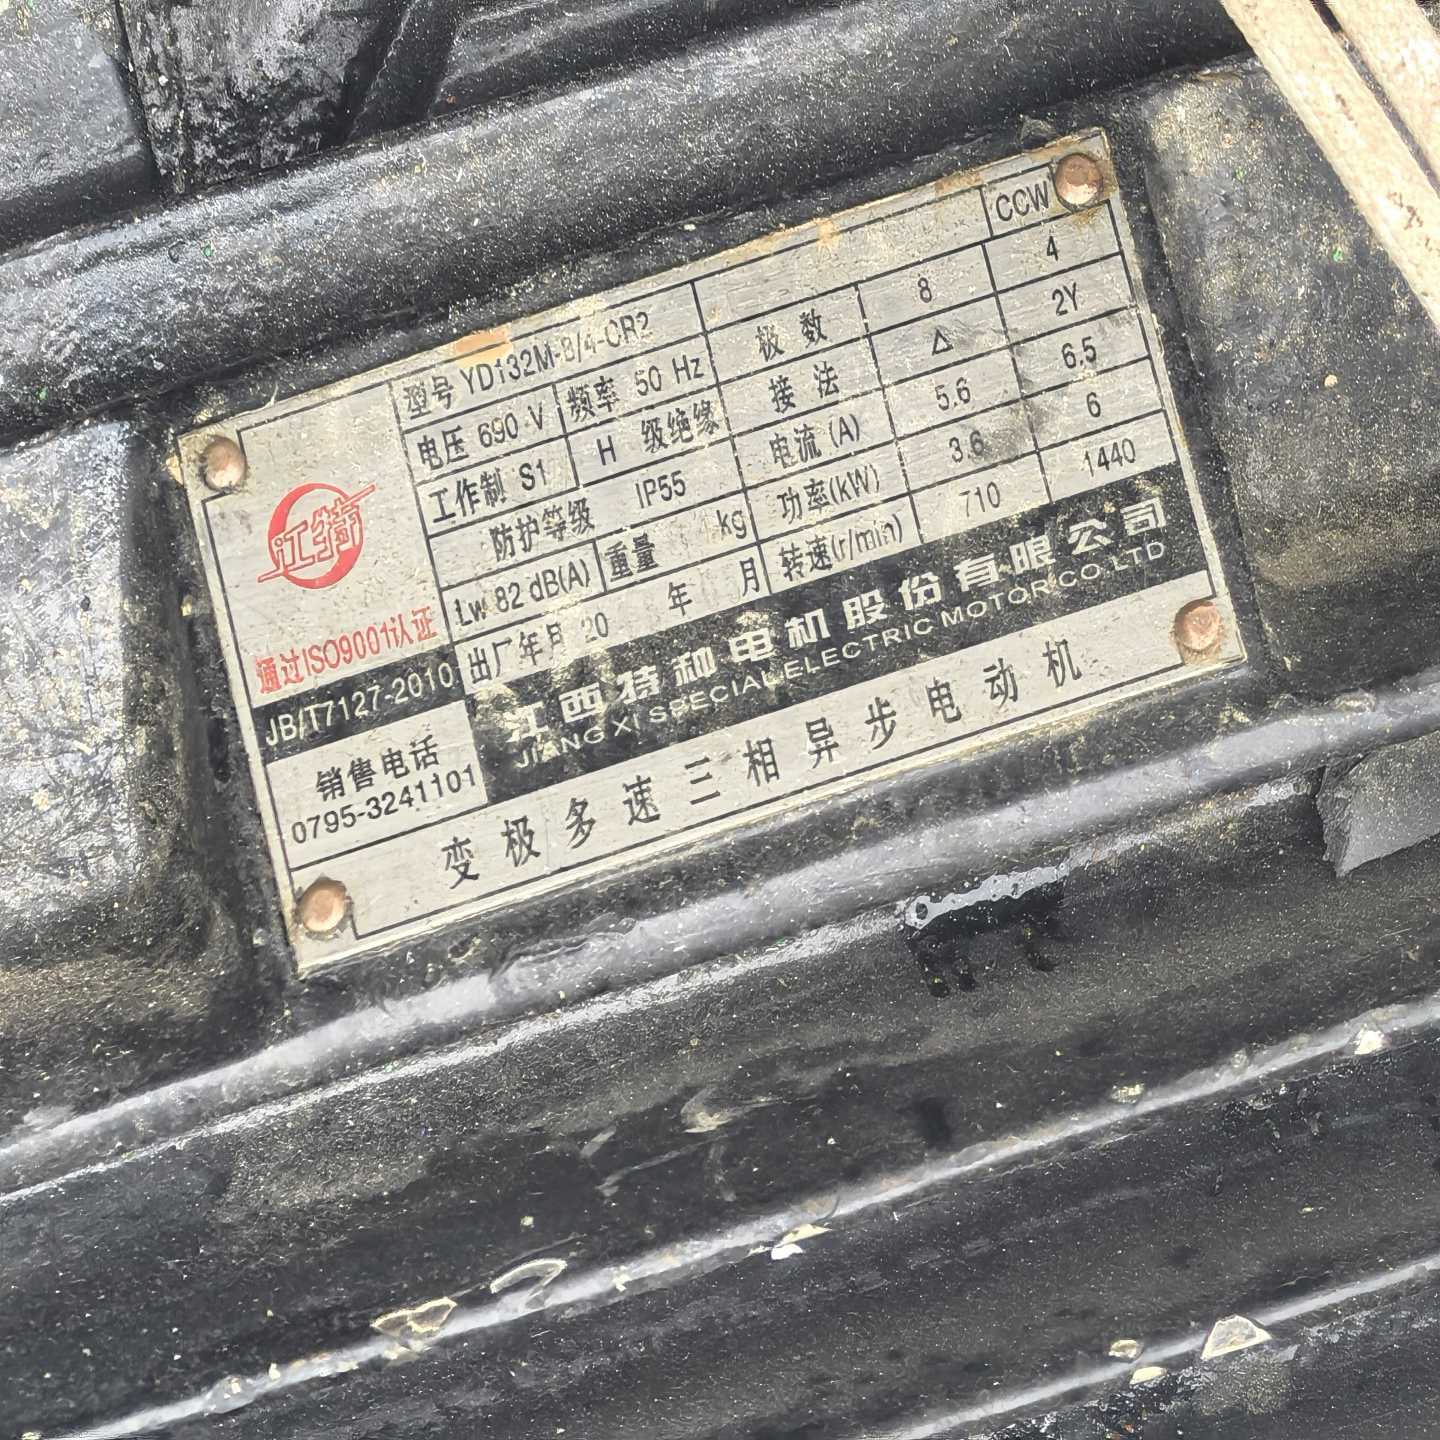 江特
通过ISO9001认证
JB/T7127-2010
销售电话
0795-3241101
型号 YD132M-8/4-CR2
CCW
电压 690 V 频率 50 Hz
工作制 S1 H 级绝缘
防护等级 IP55
Lw 82 dB(A) 重量 kg
出厂年月 20 年 月
极数 8 4
接法 △ 2Y
电流(A) 5.6 6.5
功率(kW) 3.6 6
转速(r/min) 710 1440
江西特种电机股份有限公司
JIANG XI SPECIAL ELECTRIC MOTOR CO.LTD
变极多速三相异步电动机